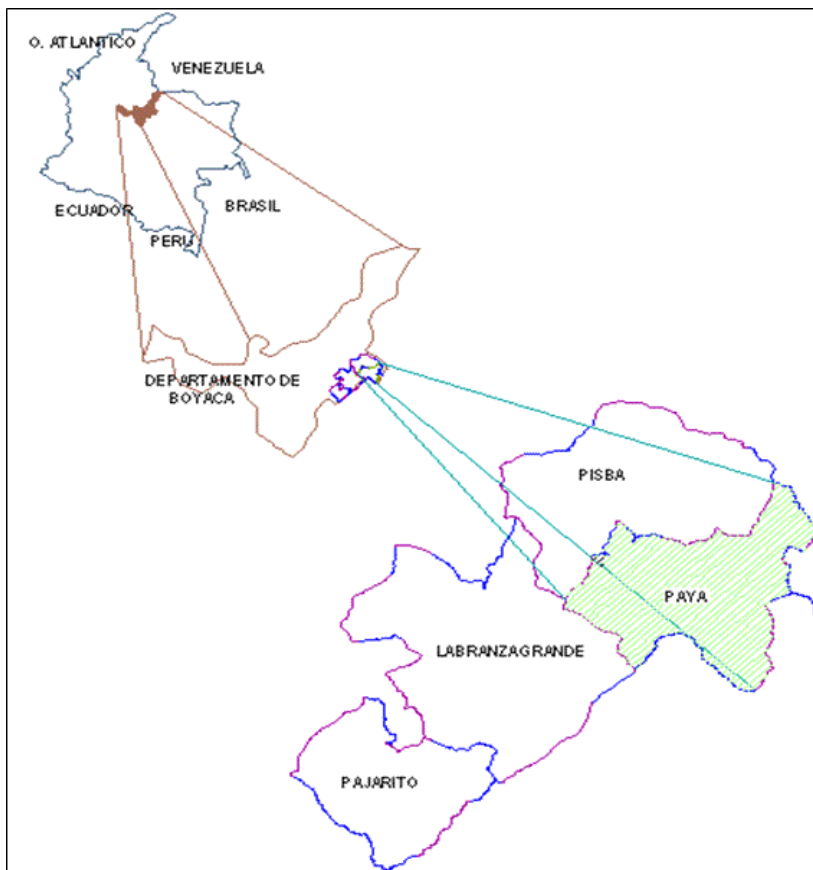 O. ATLANTICO
VENEZUELA
ECUADOR
BRASIL
PERU
DEPARTAMENTO DE
BOYACA
PISBA
PAYA
LABRANZAGRANDE
PAJARITO